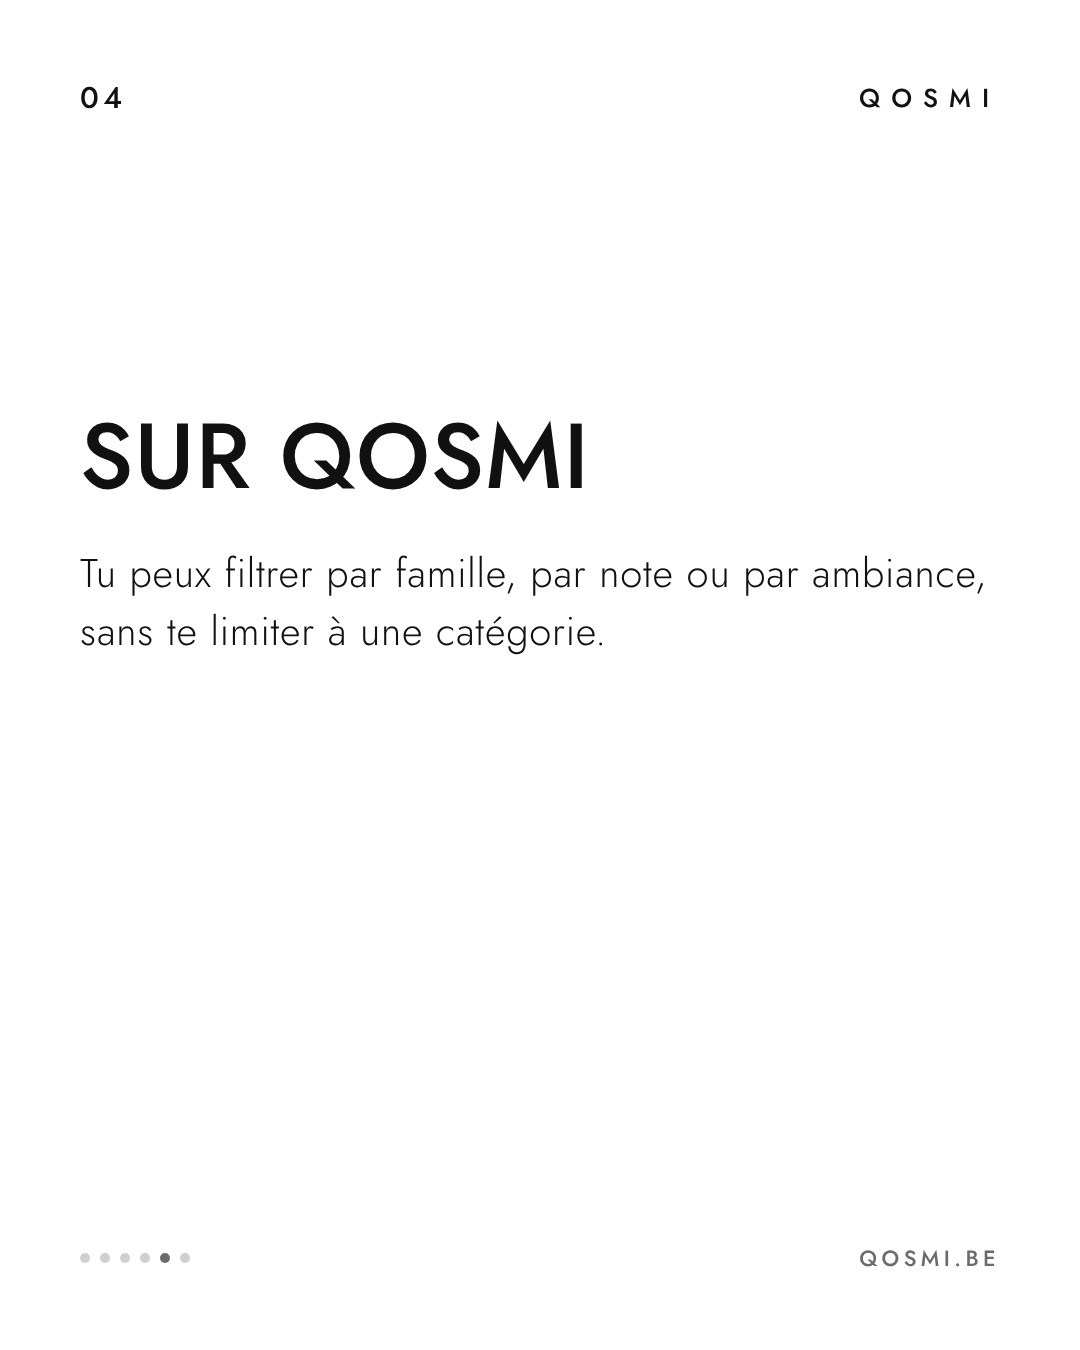 04
QOSMI
SUR QOSMI
Tu peux filtrer par famille, par note ou par ambiance,
sans te limiter à une catégorie.
QOSMI.BE